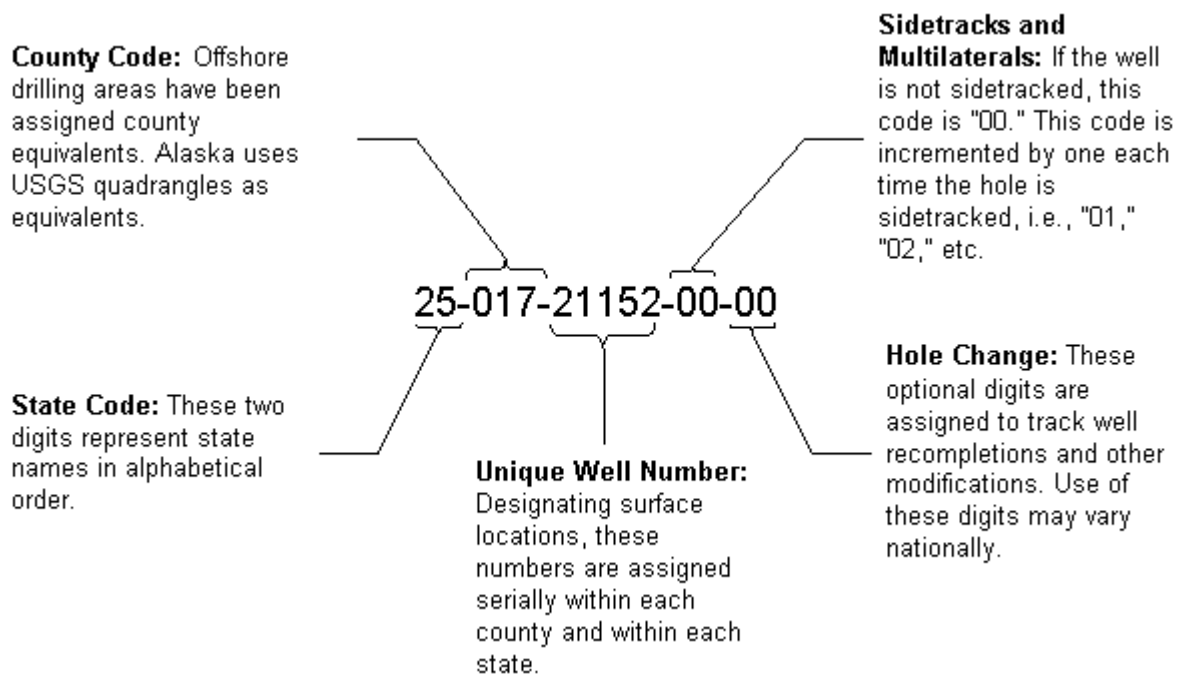 County Code: Offshore
drilling areas have been
assigned county
equivalents. Alaska uses
USGS quadrangles as
equivalents.
Sidetracks and
Multilaterals: If the well
is not sidetracked, this
code is "00." This code is
incremented by one each
time the hole is
sidetracked, i.e., "01,"
"02," etc.
25-017-21152-00-00
State Code: These two
digits represent state
names in alphabetical
order.
Unique Well Number:
Designating surface
locations, these
numbers are assigned
serially within each
county and within each
state.
Hole Change: These
optional digits are
assigned to track well
recompletions and other
modifications. Use of
these digits may vary
nationally.